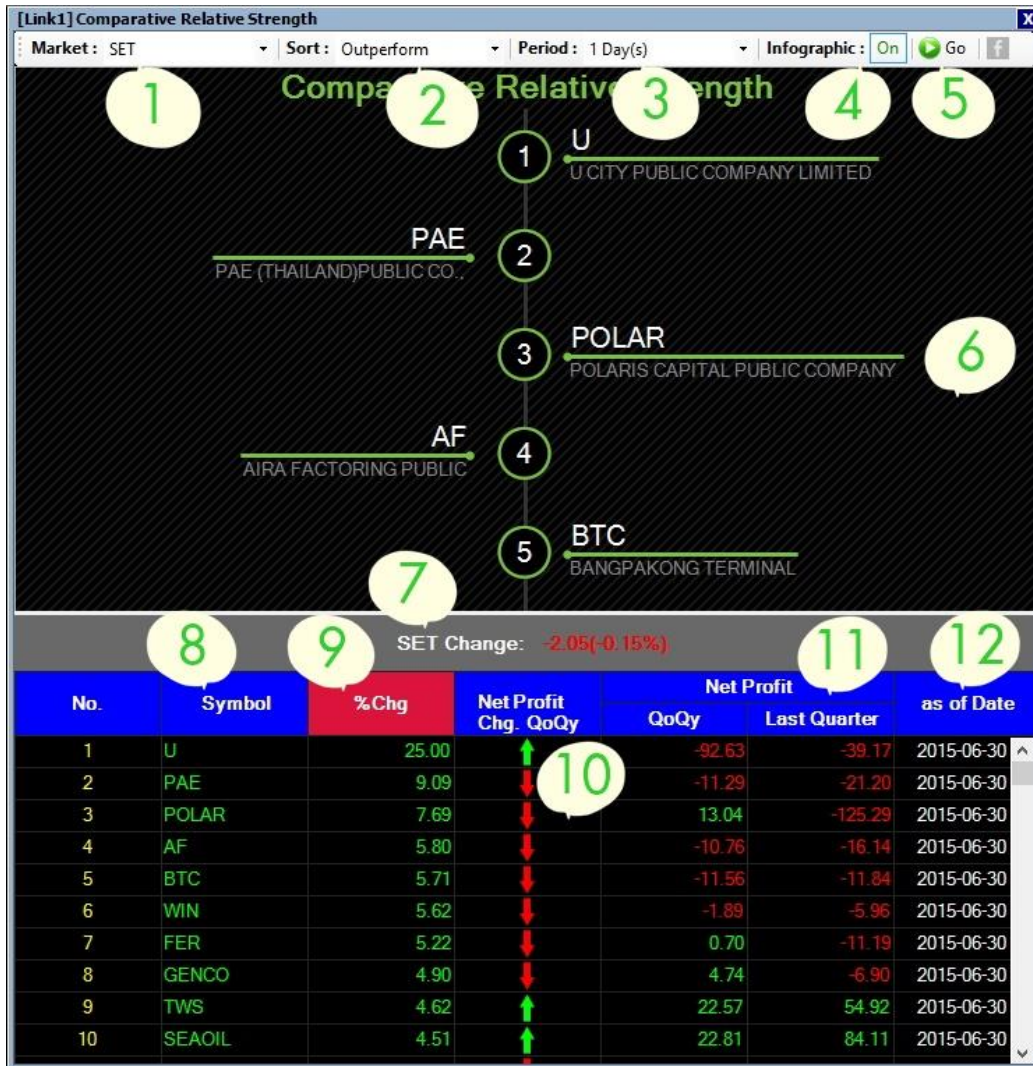 [Link1] Comparative Relative Strength X
Market : SET Sort : Outperform Period : 1 Day(s) Infographic : On Go f
1 2 3 4 5
Comparative Relative Strength
1 U
U CITY PUBLIC COMPANY LIMITED
PAE 2
PAE (THAILAND)PUBLIC CO.,
3 POLAR 6
POLARIS CAPITAL PUBLIC COMPANY
AF 4
AIRA FACTORING PUBLIC
5 BTC
BANGPAKONG TERMINAL
7
SET Change: -2.05(-0.15%)
8 9 11 12
No. Symbol %Chg Net Profit Chg. QoQy Net Profit as of Date
QoQy Last Quarter
1 U 25.00 -92.63 -39.17 2015-06-30
10
2 PAE 9.09 -11.29 -21.20 2015-06-30
3 POLAR 7.69 13.04 -125.29 2015-06-30
4 AF 5.80 -10.76 -16.14 2015-06-30
5 BTC 5.71 -11.56 -11.84 2015-06-30
6 WIN 5.62 -1.89 -5.96 2015-06-30
7 FER 5.22 0.70 -11.19 2015-06-30
8 GENCO 4.90 4.74 -6.90 2015-06-30
9 TWS 4.62 22.57 54.92 2015-06-30
10 SEAOIL 4.51 22.81 84.11 2015-06-30